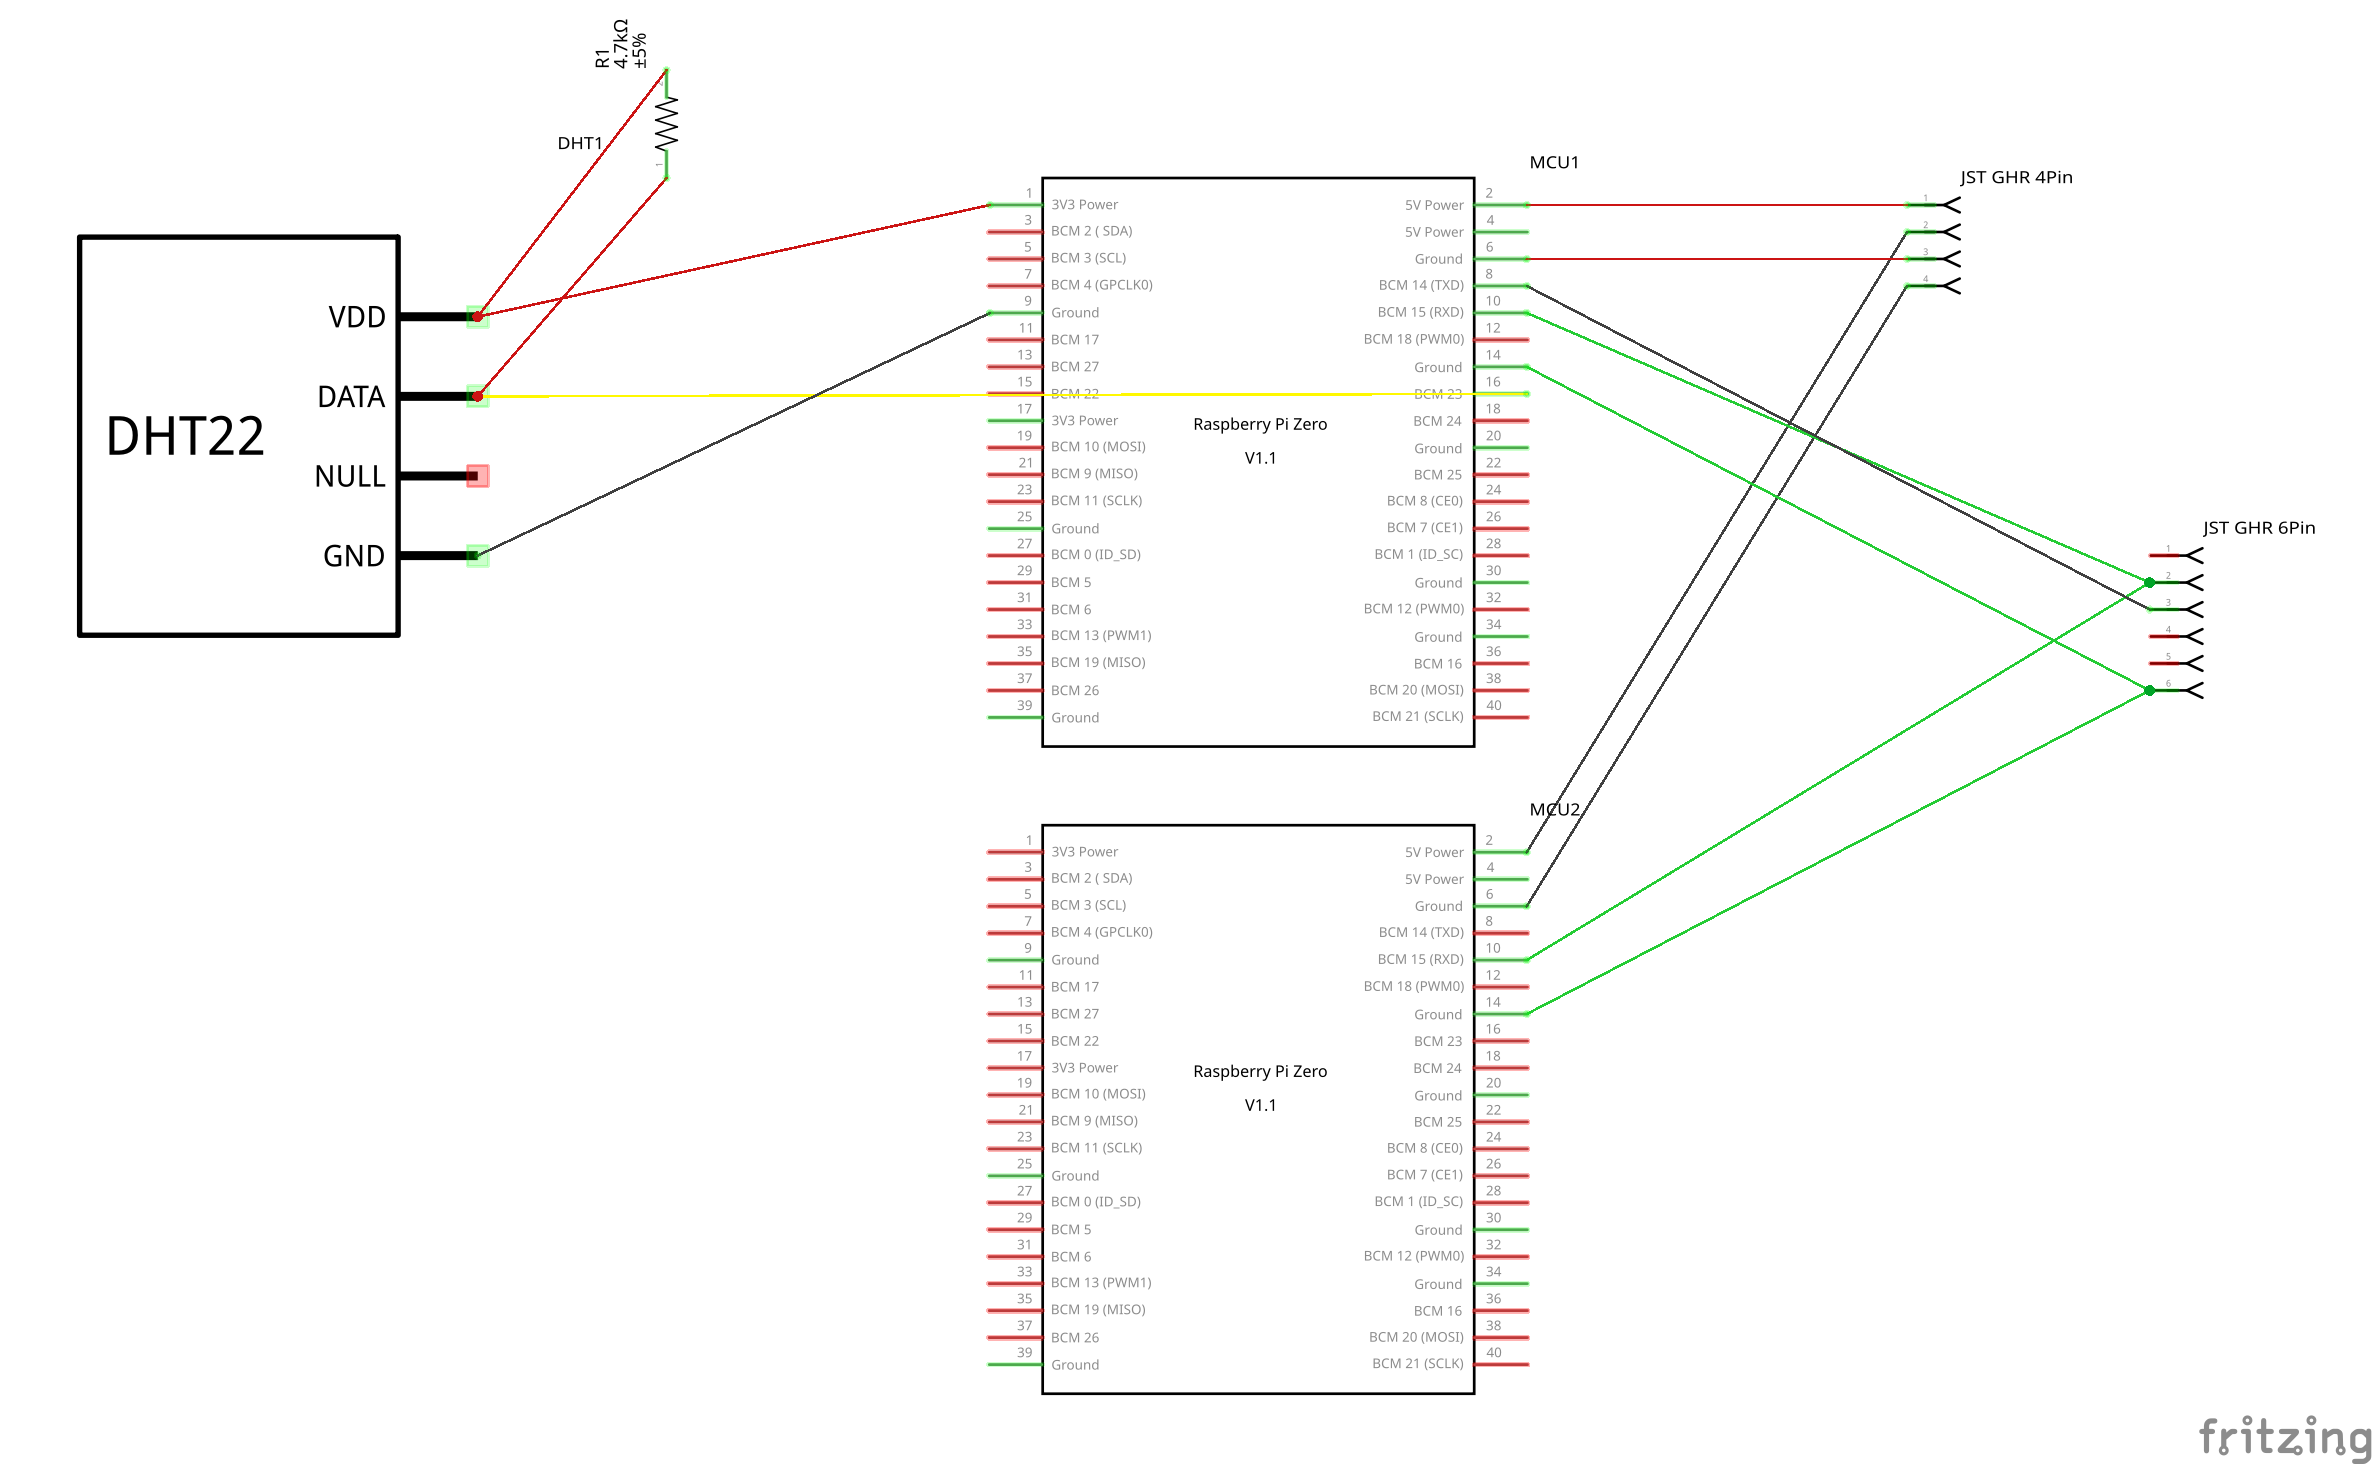 R1
4.7kΩ
±5%
2
1
DHT1
DHT22
VDD
DATA
NULL
GND
MCU1
1 3V3 Power 5V Power 2
3 BCM 2 ( SDA) 5V Power 4
5 BCM 3 (SCL) Ground 6
7 BCM 4 (GPCLK0) BCM 14 (TXD) 8
9 Ground BCM 15 (RXD) 10
11 BCM 17 BCM 18 (PWM0) 12
13 BCM 27 Ground 14
15 BCM 22 BCM 23 16
17 3V3 Power BCM 24 18
19 BCM 10 (MOSI) Ground 20
21 BCM 9 (MISO) BCM 25 22
23 BCM 11 (SCLK) BCM 8 (CE0) 24
25 Ground BCM 7 (CE1) 26
27 BCM 0 (ID_SD) BCM 1 (ID_SC) 28
29 BCM 5 Ground 30
31 BCM 6 BCM 12 (PWM0) 32
33 BCM 13 (PWM1) Ground 34
35 BCM 19 (MISO) BCM 16 36
37 BCM 26 BCM 20 (MOSI) 38
39 Ground BCM 21 (SCLK) 40
Raspberry Pi Zero
V1.1
JST GHR 4Pin
1
2
3
4
JST GHR 6Pin
1
2
3
4
5
6
MCU2
1 3V3 Power 5V Power 2
3 BCM 2 ( SDA) 5V Power 4
5 BCM 3 (SCL) Ground 6
7 BCM 4 (GPCLK0) BCM 14 (TXD) 8
9 Ground BCM 15 (RXD) 10
11 BCM 17 BCM 18 (PWM0) 12
13 BCM 27 Ground 14
15 BCM 22 BCM 23 16
17 3V3 Power BCM 24 18
19 BCM 10 (MOSI) Ground 20
21 BCM 9 (MISO) BCM 25 22
23 BCM 11 (SCLK) BCM 8 (CE0) 24
25 Ground BCM 7 (CE1) 26
27 BCM 0 (ID_SD) BCM 1 (ID_SC) 28
29 BCM 5 Ground 30
31 BCM 6 BCM 12 (PWM0) 32
33 BCM 13 (PWM1) Ground 34
35 BCM 19 (MISO) BCM 16 36
37 BCM 26 BCM 20 (MOSI) 38
39 Ground BCM 21 (SCLK) 40
Raspberry Pi Zero
V1.1
fritzing